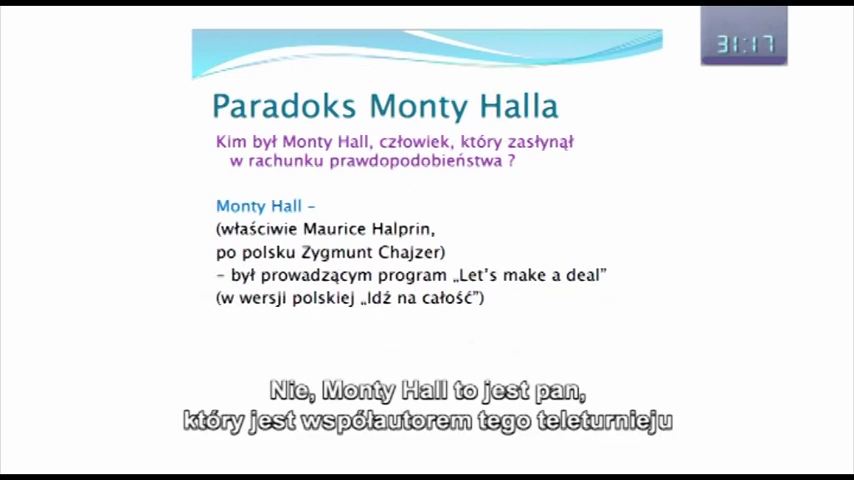 31:17
Paradoks Monty Halla
Kim był Monty Hall, człowiek, który zasłynął
w rachunku prawdopodobieństwa ?
Monty Hall –
(właściwie Maurice Halprin,
po polsku Zygmunt Chajzer)
– był prowadzącym program „Let's make a deal”
(w wersji polskiej „Idź na całość”)
Nie, Monty Hall to jest pan,
który jest współautorem tego teleturnieju